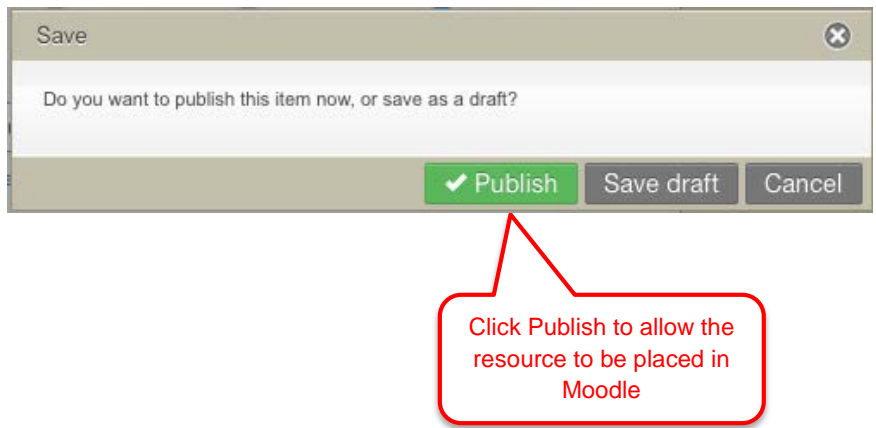 Save
Do you want to publish this item now, or save as a draft?
Publish Save draft Cancel
Click Publish to allow the
resource to be placed in
Moodle